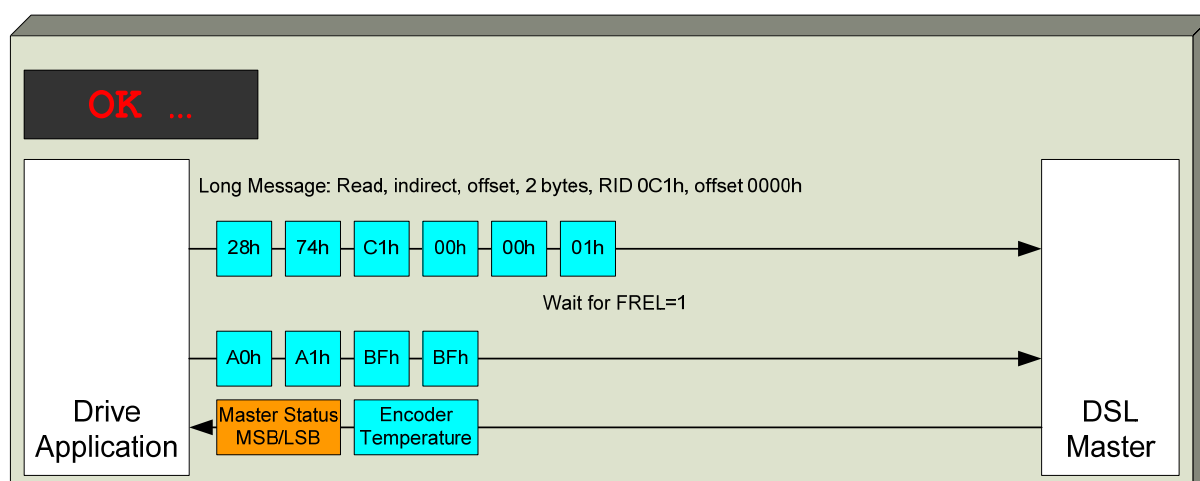 OK ...
Long Message: Read, indirect, offset, 2 bytes, RID 0C1h, offset 0000h
28h 74h C1h 00h 00h 01h
Wait for FREL=1
A0h A1h BFh BFh
Drive
Application
Master Status
MSB/LSB
Encoder
Temperature
DSL
Master